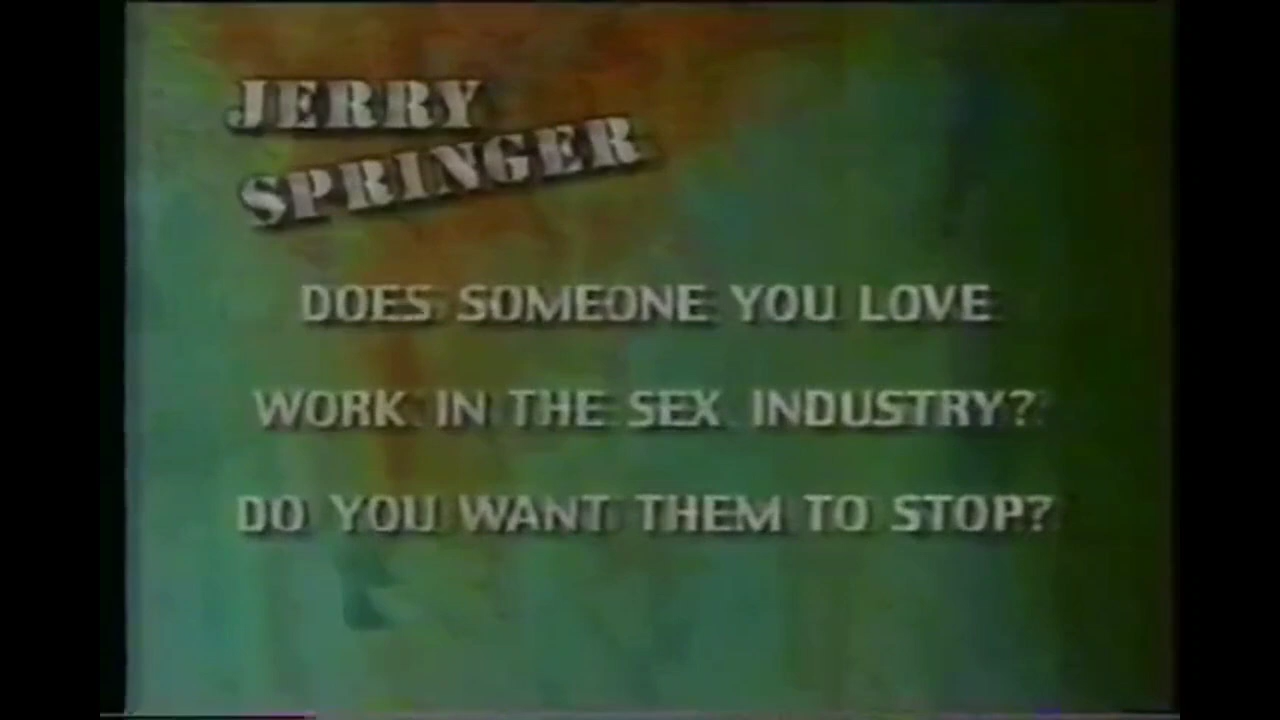 JERRY
SPRINGER
DOES SOMEONE YOU LOVE
WORK IN THE SEX INDUSTRY?
DO YOU WANT THEM TO STOP?